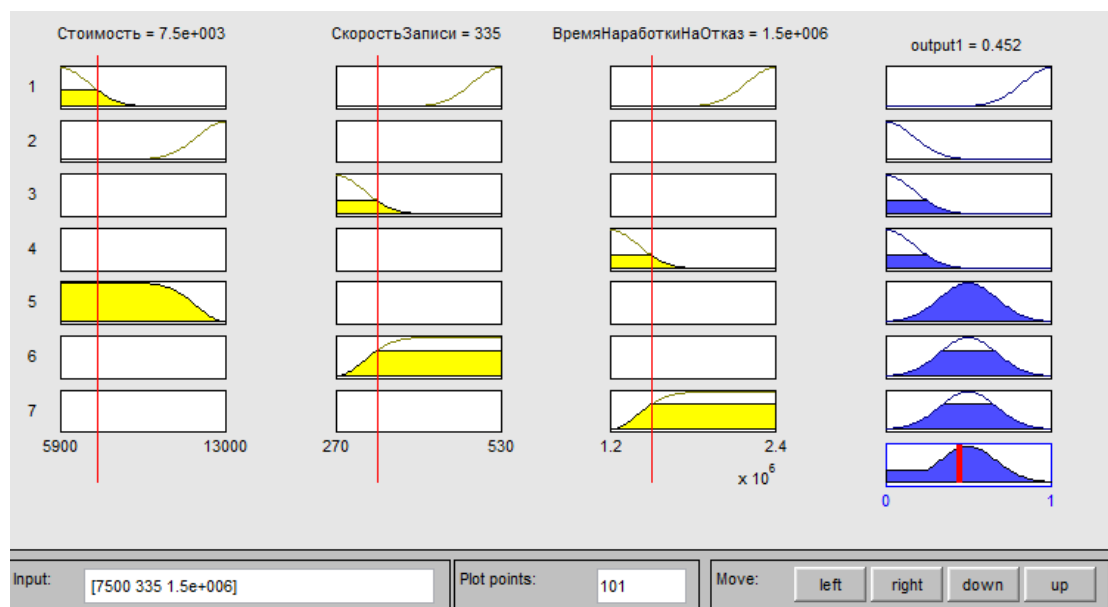 Стоимость = 7.5e+003 СкоростьЗаписи = 335 ВремяНаработкиНаОтказ = 1.5e+006 output1 = 0.452
1
2
3
4
5
6
7
5900 13000 270 530 1.2 2.4
x 10^6
0 1
Input: [7500 335 1.5e+006] Plot points: 101 Move: left right down up